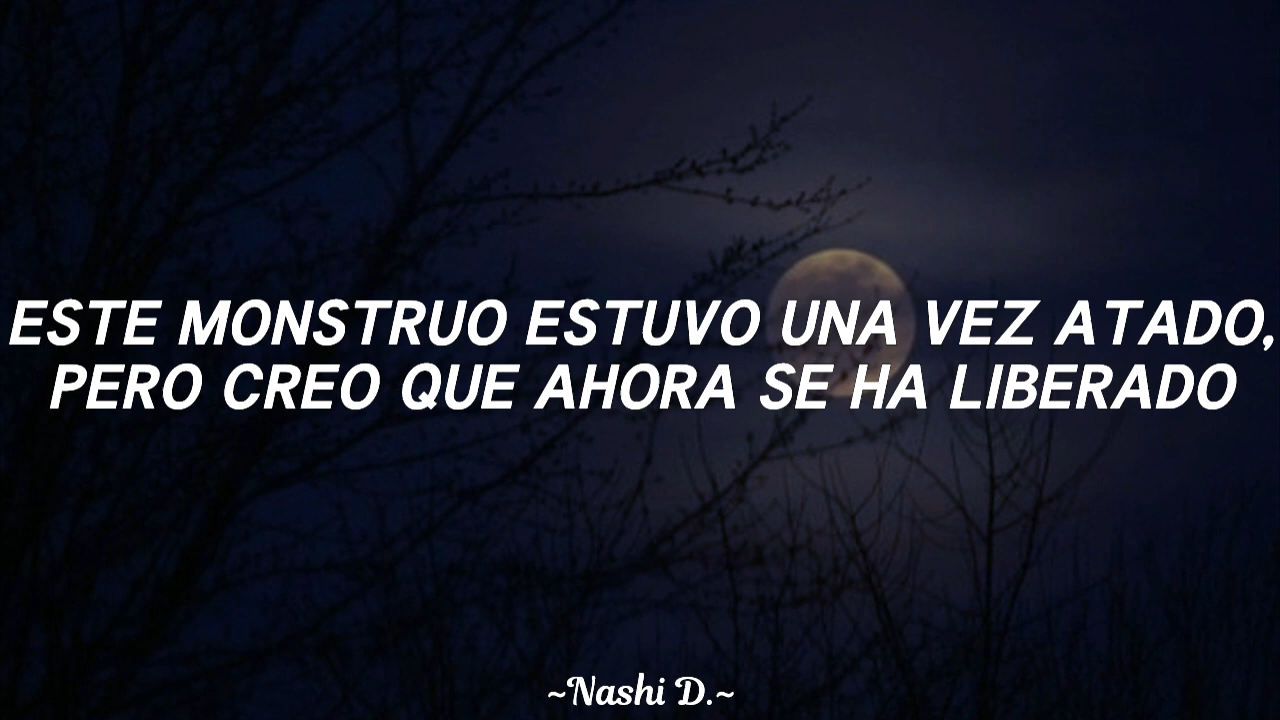 ESTE MONSTRUO ESTUVO UNA VEZ ATADO,
PERO CREO QUE AHORA SE HA LIBERADO
~Nashi D.~